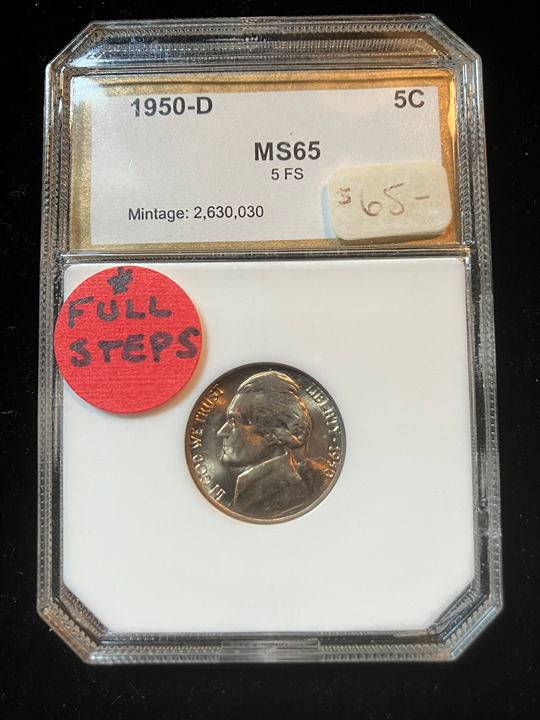 1950-D 5C
MS65
5 FS
Mintage: 2,630,030
$65-
* FULL
STEPS
IN GOD WE TRUST
LIBERTY * 1950